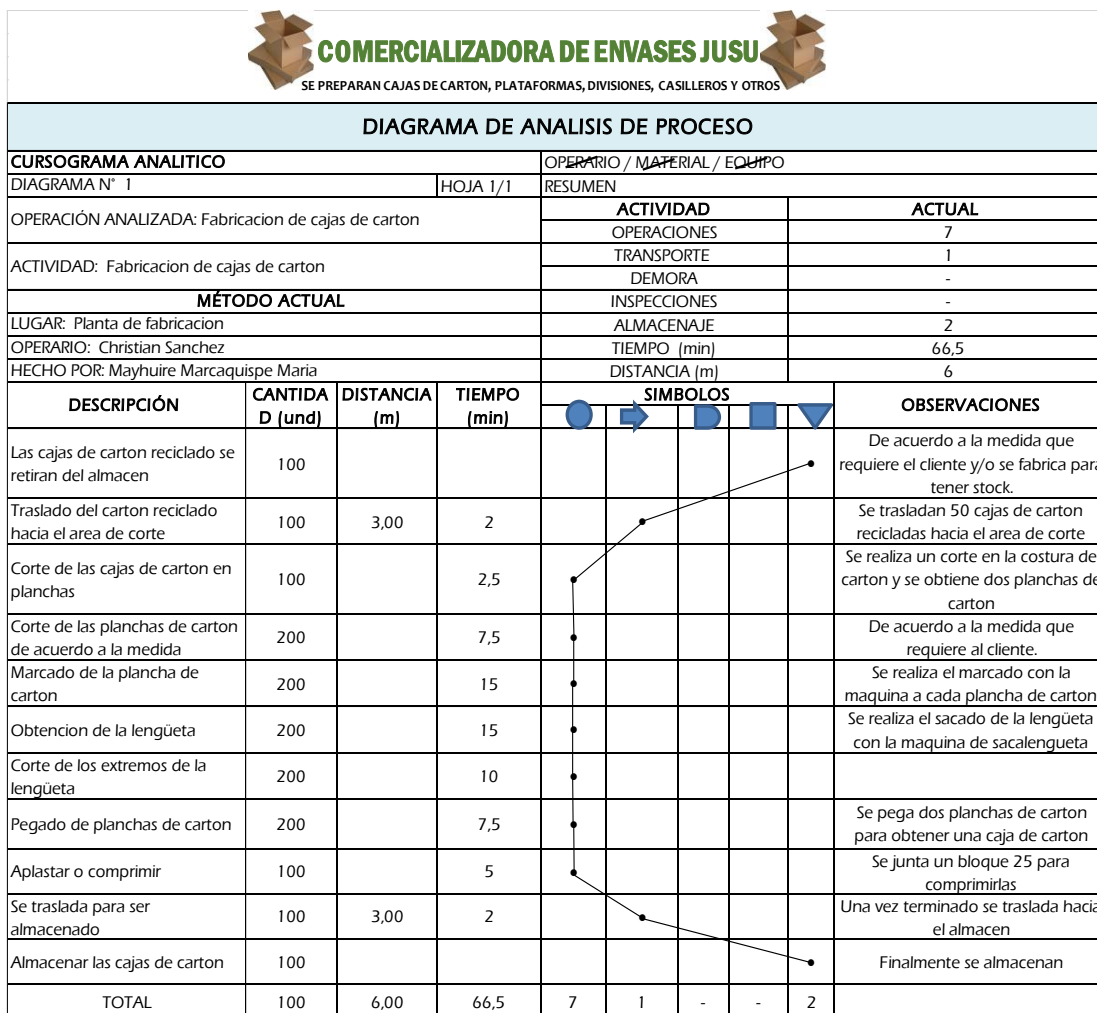 COMERCIALIZADORA DE ENVASES JUSU
SE PREPARAN CAJAS DE CARTON, PLATAFORMAS, DIVISIONES, CASILLEROS Y OTROS
DIAGRAMA DE ANALISIS DE PROCESO
CURSOGRAMA ANALITICO
OPERARIO / MATERIAL / EQUIPO
DIAGRAMA N° 1
HOJA 1/1
RESUMEN
OPERACIÓN ANALIZADA: Fabricacion de cajas de carton
ACTIVIDAD
ACTUAL
OPERACIONES
7
ACTIVIDAD: Fabricacion de cajas de carton
TRANSPORTE
1
DEMORA
-
MÉTODO ACTUAL
INSPECCIONES
-
LUGAR: Planta de fabricacion
ALMACENAJE
2
OPERARIO: Christian Sanchez
TIEMPO (min)
66,5
HECHO POR: Mayhuire Marcaquispe Maria
DISTANCIA (m)
6
DESCRIPCIÓN
CANTIDA
D (und)
DISTANCIA
(m)
TIEMPO
(min)
SIMBOLOS
OBSERVACIONES
Las cajas de carton reciclado se
retiran del almacen
100
De acuerdo a la medida que
requiere el cliente y/o se fabrica para
tener stock.
Traslado del carton reciclado
hacia el area de corte
100
3,00
2
Se trasladan 50 cajas de carton
recicladas hacia el area de corte
Corte de las cajas de carton en
planchas
100
2,5
Se realiza un corte en la costura de
carton y se obtiene dos planchas de
carton
Corte de las planchas de carton
de acuerdo a la medida
200
7,5
De acuerdo a la medida que
requiere al cliente.
Marcado de la plancha de
carton
200
15
Se realiza el marcado con la
maquina a cada plancha de carton
Obtencion de la lengüeta
200
15
Se realiza el sacado de la lengüeta
con la maquina de sacalengueta
Corte de los extremos de la
lengüeta
200
10
Pegado de planchas de carton
200
7,5
Se pega dos planchas de carton
para obtener una caja de carton
Aplastar o comprimir
100
5
Se junta un bloque 25 para
comprimirlas
Se traslada para ser
almacenado
100
3,00
2
Una vez terminado se traslada hacia
el almacen
Almacenar las cajas de carton
100
Finalmente se almacenan
TOTAL
100
6,00
66,5
7
1
-
-
2